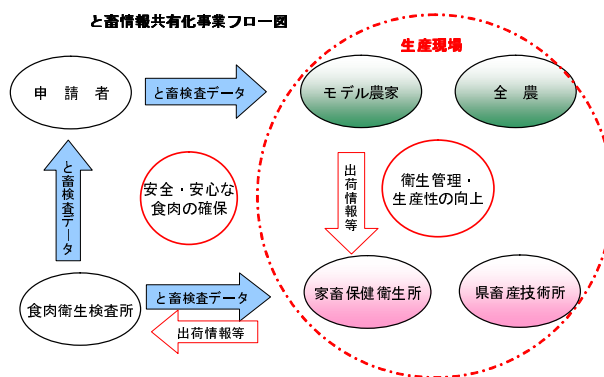 と畜情報共有化事業フロー図
生産現場
申請者
と畜検査データ
モデル農家
全農
と畜検査データ
安全・安心な
食肉の確保
出荷情報等
衛生管理・
生産性の向上
食肉衛生検査所
と畜検査データ
出荷情報等
家畜保健衛生所
県畜産技術所